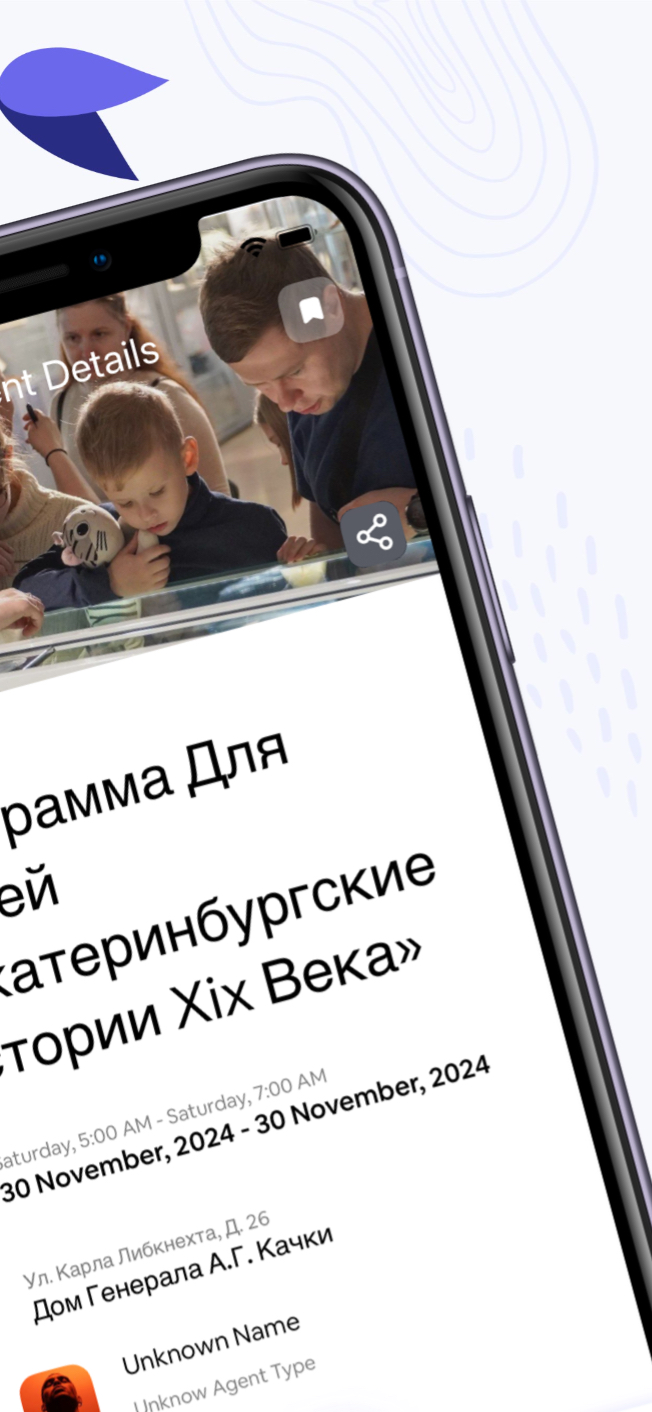 nt Details
рамма Для
ей
катеринбургские
стории Xix Века»
Saturday, 5:00 AM - Saturday, 7:00 AM
30 November, 2024 - 30 November, 2024
Ул. Карла Либкнехта, Д. 26
Дом Генерала А.Г. Качки
Unknown Name
Unknow Agent Type